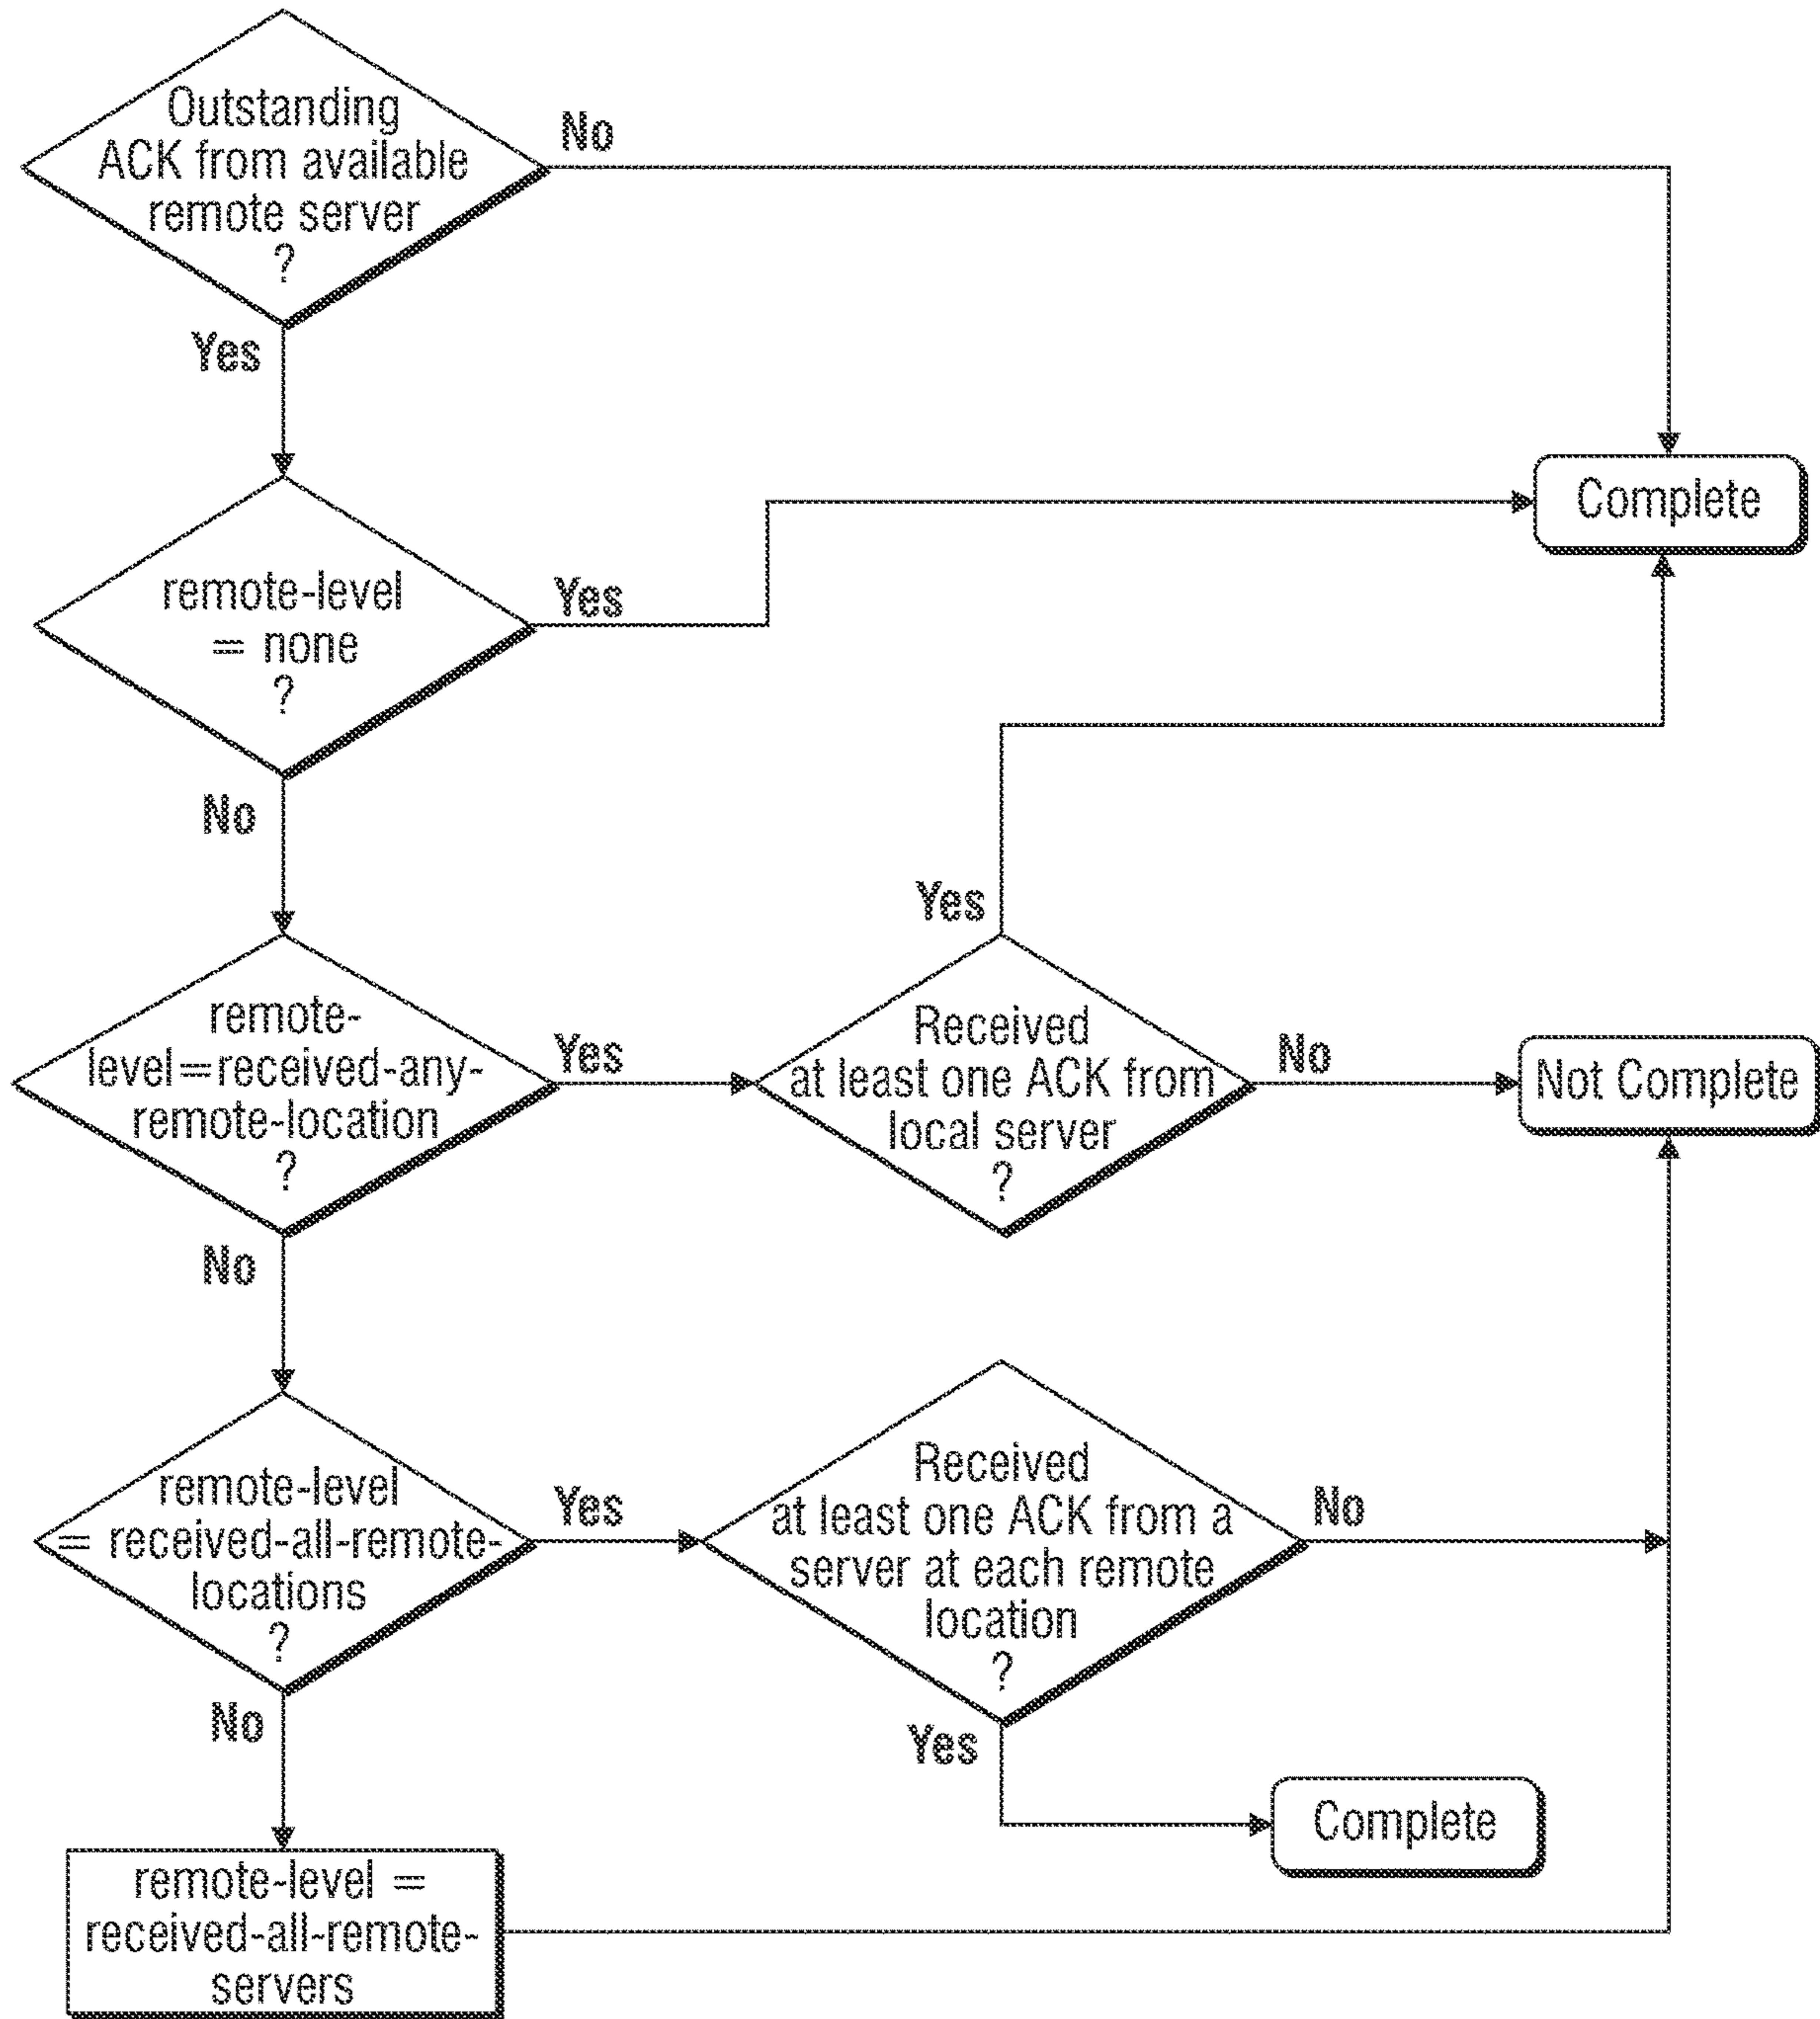 Outstanding
ACK from available
remote server
?
No
Yes
Complete
remote-level
= none
?
Yes
No
remote-
level=received-any-
remote-location
?
Yes
Received
at least one ACK from
local server
?
Yes
No
Not Complete
No
remote-level
= received-all-remote-
locations
?
Yes
Received
at least one ACK from a
server at each remote
location
?
No
Yes
Complete
No
remote-level =
received-all-remote-
servers